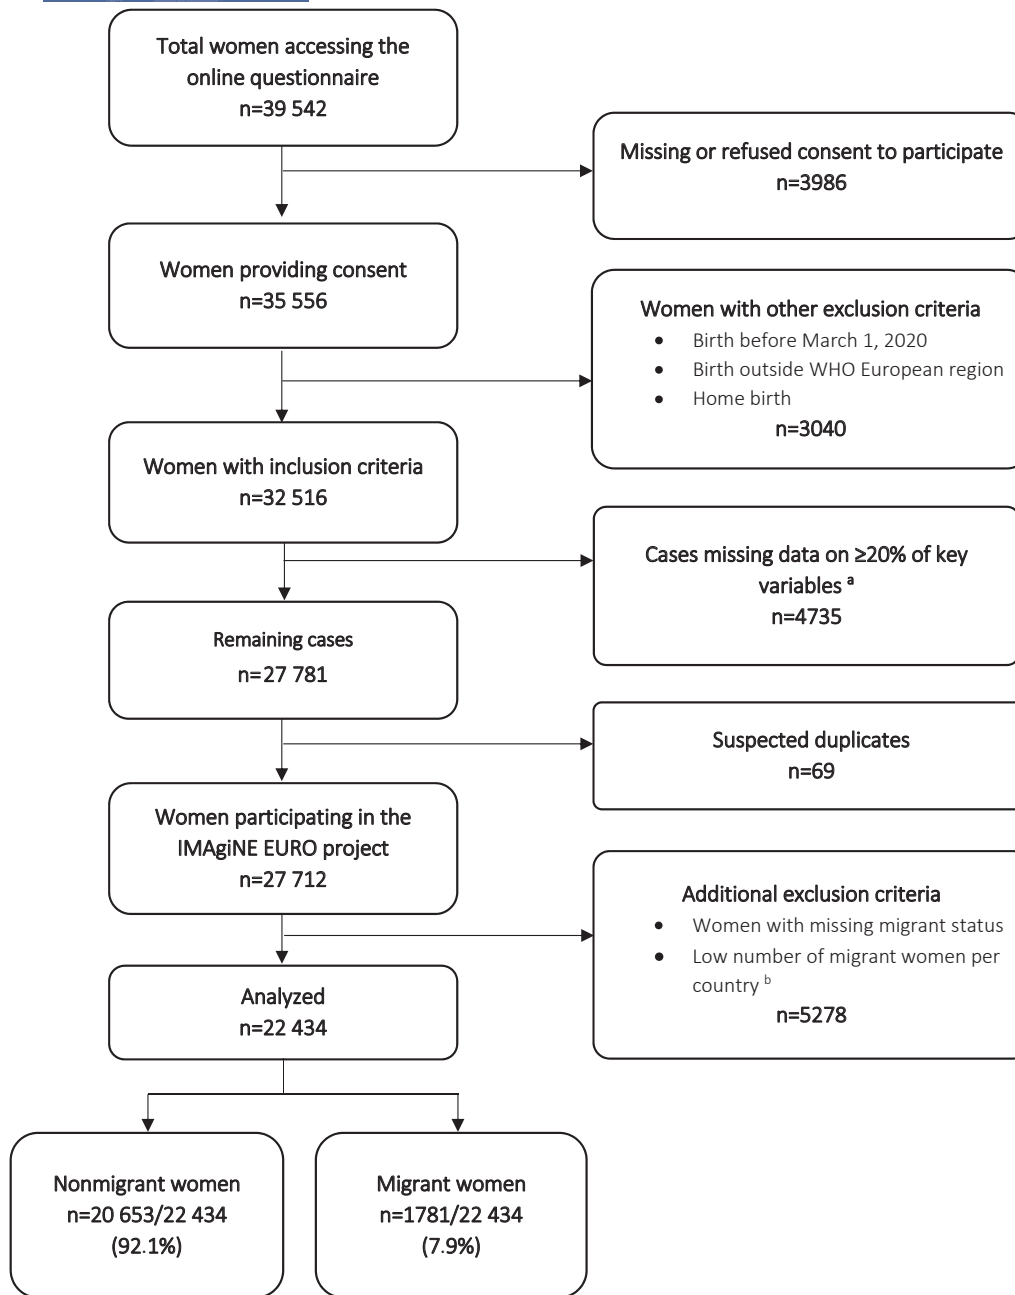 Total women accessing the
online questionnaire
n=39 542
Missing or refused consent to participate
n=3986
Women providing consent
n=35 556
Women with other exclusion criteria
• Birth before March 1, 2020
• Birth outside WHO European region
• Home birth
n=3040
Women with inclusion criteria
n=32 516
Cases missing data on ≥20% of key
variables ᵃ
n=4735
Remaining cases
n=27 781
Suspected duplicates
n=69
Women participating in the
IMAgiNE EURO project
n=27 712
Additional exclusion criteria
• Women with missing migrant status
• Low number of migrant women per
country ᵇ
n=5278
Analyzed
n=22 434
Nonmigrant women
n=20 653/22 434
(92.1%)
Migrant women
n=1781/22 434
(7.9%)